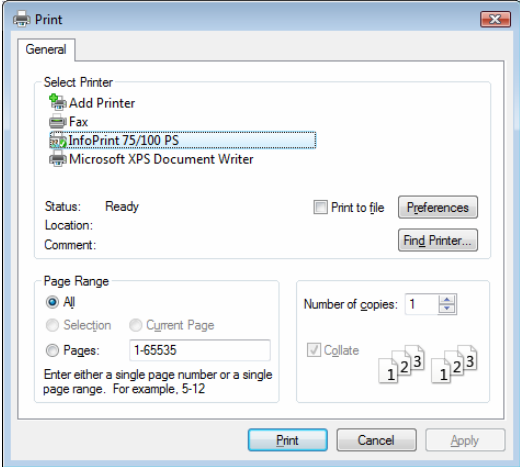 Print
General
Select Printer
Add Printer
Fax
InfoPrint 75/100 PS
Microsoft XPS Document Writer
Status: Ready
Print to file
Preferences
Location:
Comment:
Find Printer...
Page Range
All
Selection
Current Page
Pages: 1-65535
Enter either a single page number or a single
page range. For example, 5-12
Number of copies: 1
Collate
1 2 3 1 2 3
Print
Cancel
Apply